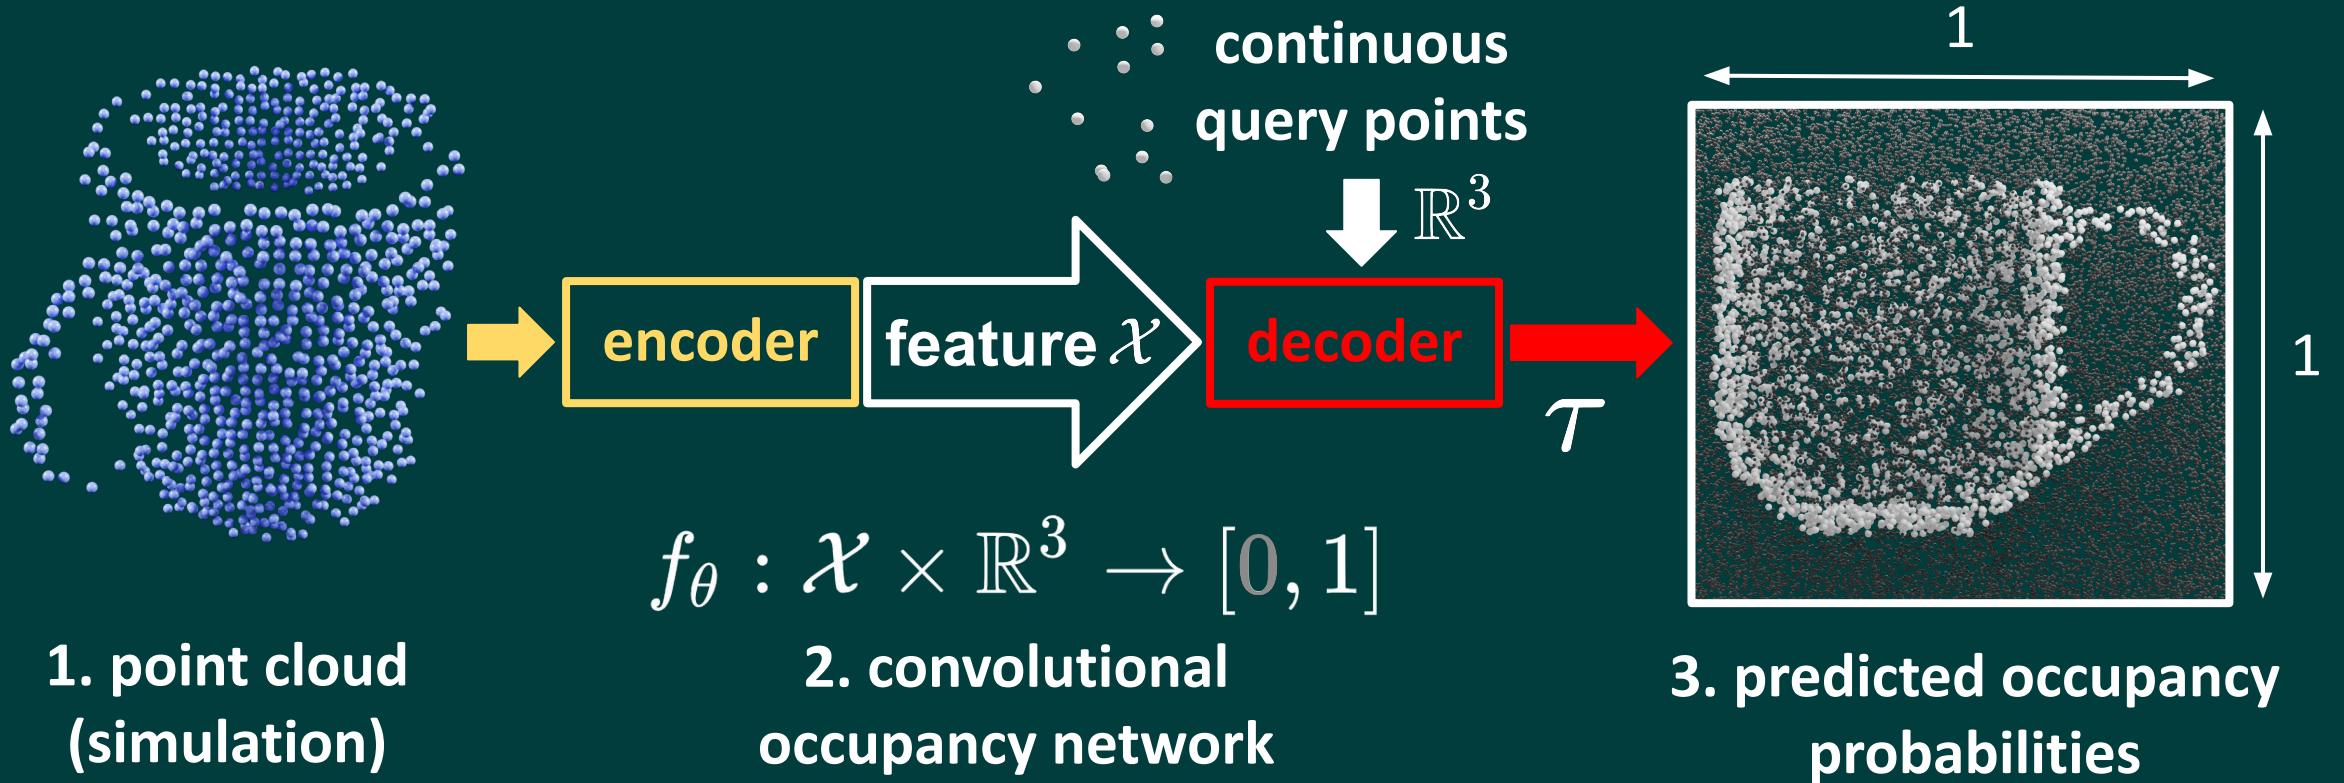 continuous
query points
ℝ³
encoder
feature 𝒳
decoder
τ
1
1
f_θ : 𝒳 × ℝ³ → [0, 1]
1. point cloud
(simulation)
2. convolutional
occupancy network
3. predicted occupancy
probabilities